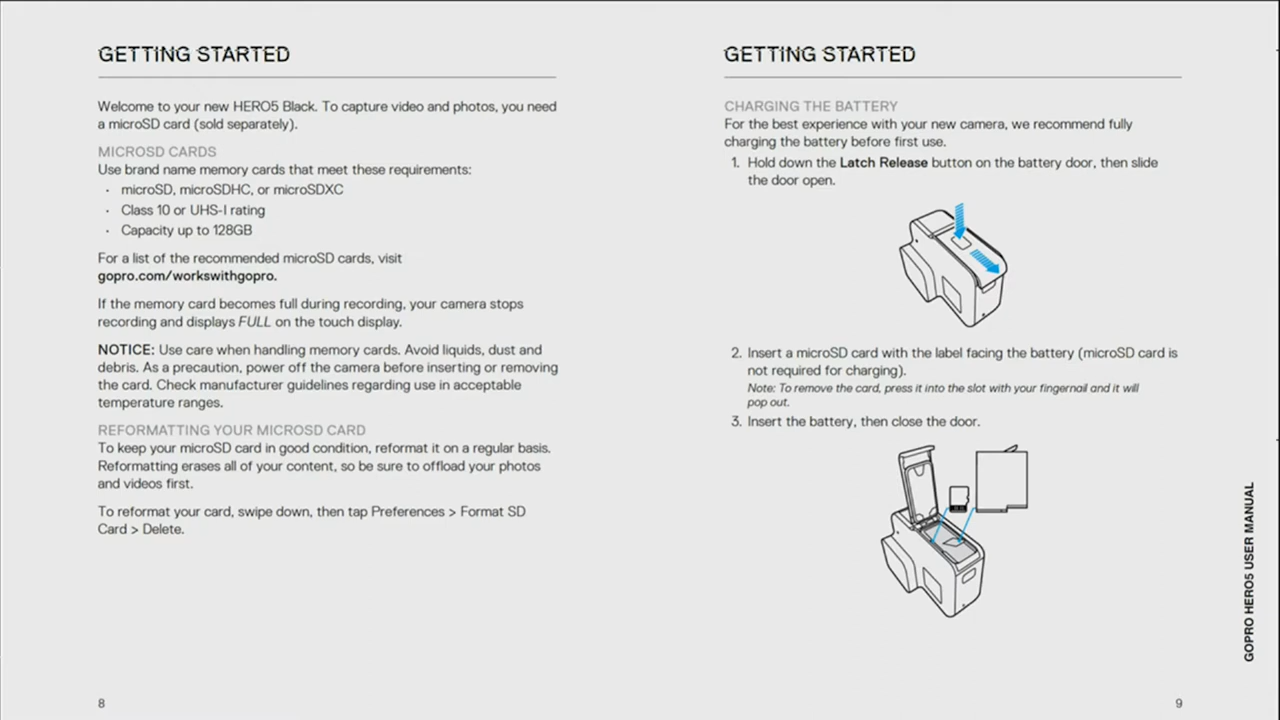 GETTING STARTED
Welcome to your new HERO5 Black. To capture video and photos, you need
a microSD card (sold separately).
MICROSD CARDS
Use brand name memory cards that meet these requirements:
· microSD, microSDHC, or microSDXC
· Class 10 or UHS-I rating
· Capacity up to 128GB
For a list of the recommended microSD cards, visit
gopro.com/workswithgopro.
If the memory card becomes full during recording, your camera stops
recording and displays FULL on the touch display.
NOTICE: Use care when handling memory cards. Avoid liquids, dust and
debris. As a precaution, power off the camera before inserting or removing
the card. Check manufacturer guidelines regarding use in acceptable
temperature ranges.
REFORMATTING YOUR MICROSD CARD
To keep your microSD card in good condition, reformat it on a regular basis.
Reformatting erases all of your content, so be sure to offload your photos
and videos first.
To reformat your card, swipe down, then tap Preferences > Format SD
Card > Delete.
8
GETTING STARTED
CHARGING THE BATTERY
For the best experience with your new camera, we recommend fully
charging the battery before first use.
1. Hold down the Latch Release button on the battery door, then slide
the door open.
2. Insert a microSD card with the label facing the battery (microSD card is
not required for charging).
Note: To remove the card, press it into the slot with your fingernail and it will
pop out.
3. Insert the battery, then close the door.
GOPRO HERO5 USER MANUAL
9